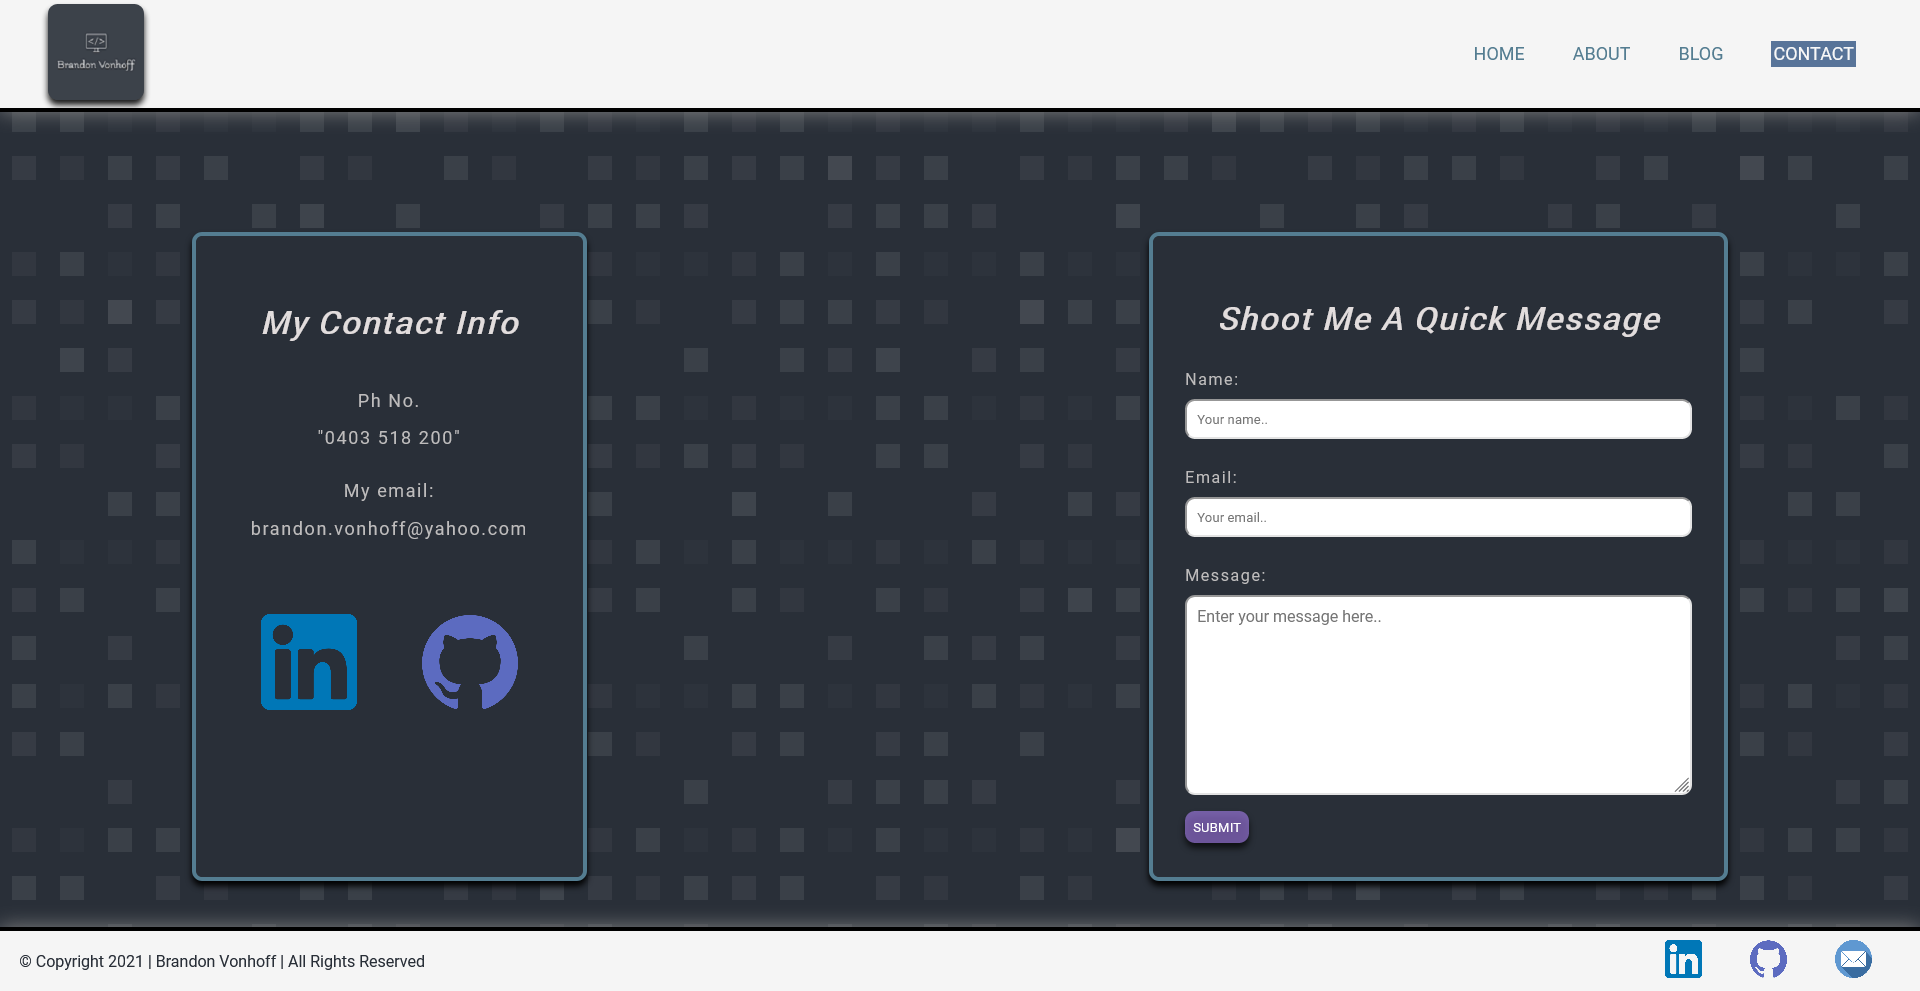 </>
Brandon Vonhoff
HOME
ABOUT
BLOG
CONTACT
My Contact Info
Ph No.
"0403 518 200"
My email:
brandon.vonhoff@yahoo.com
in
Shoot Me A Quick Message
Name:
Your name..
Email:
Your email..
Message:
Enter your message here..
SUBMIT
© Copyright 2021 | Brandon Vonhoff | All Rights Reserved
in